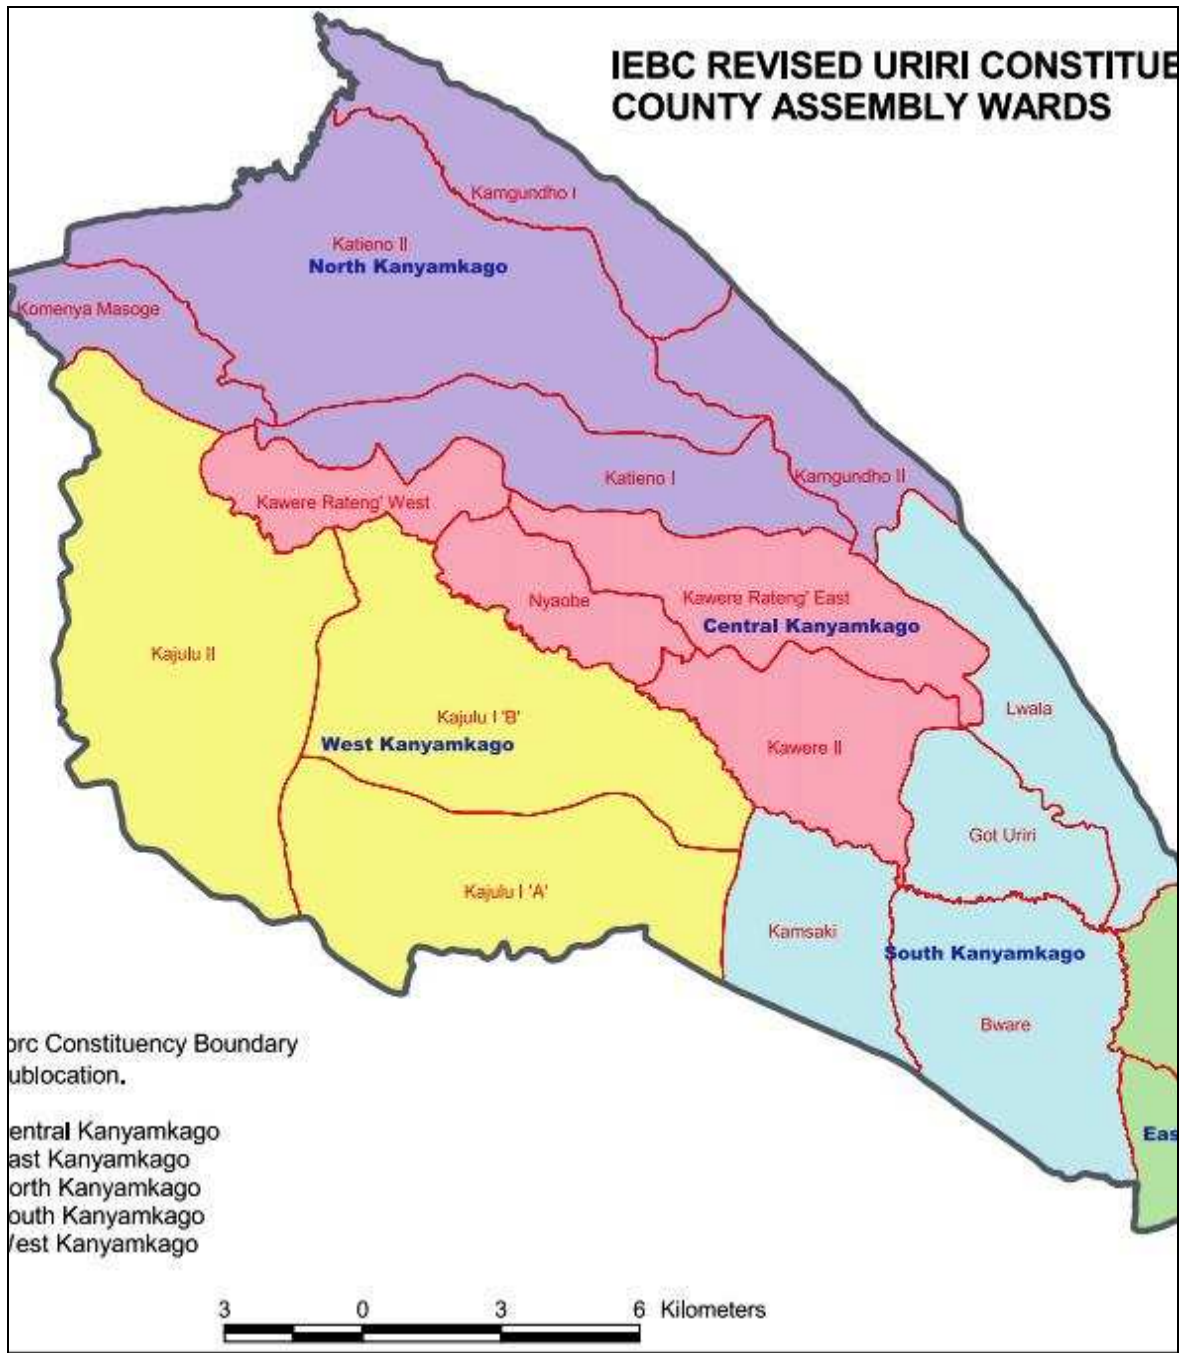 IEBC REVISED URIRI CONSTITUE
COUNTY ASSEMBLY WARDS
Kamgundho I
Katieno II
North Kanyamkago
Komenya Masoge
Katieno I
Kamgundho II
Kawere Rateng' West
Nyaobe
Kawere Rateng' East
Central Kanyamkago
Kajulu II
Lwala
Kajulu I 'B'
West Kanyamkago
Kawere II
Got Uriri
Kajulu I 'A'
Kamsaki
South Kanyamkago
Bware
orc Constituency Boundary
ublocation.
Eas
entral Kanyamkago
ast Kanyamkago
orth Kanyamkago
outh Kanyamkago
est Kanyamkago
3 0 3 6 Kilometers